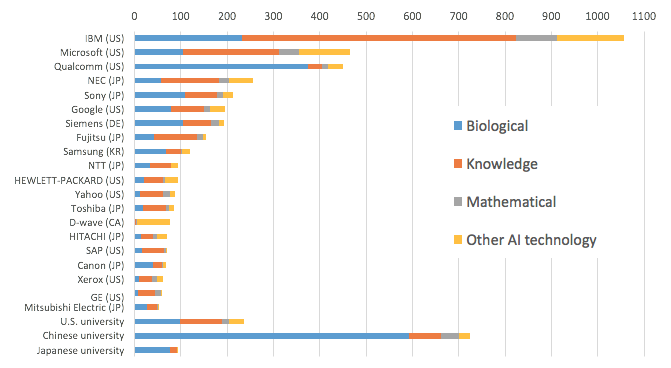 0 100 200 300 400 500 600 700 800 900 1000 1100
IBM (US)
Microsoft (US)
Qualcomm (US)
NEC (JP)
Sony (JP)
Google (US)
Siemens (DE)
Fujitsu (JP)
Samsung (KR)
NTT (JP)
HEWLETT-PACKARD (US)
Yahoo (US)
Toshiba (JP)
D-wave (CA)
HITACHI (JP)
SAP (US)
Canon (JP)
Xerox (US)
GE (US)
Mitsubishi Electric (JP)
U.S. university
Chinese university
Japanese university
Biological
Knowledge
Mathematical
Other AI technology